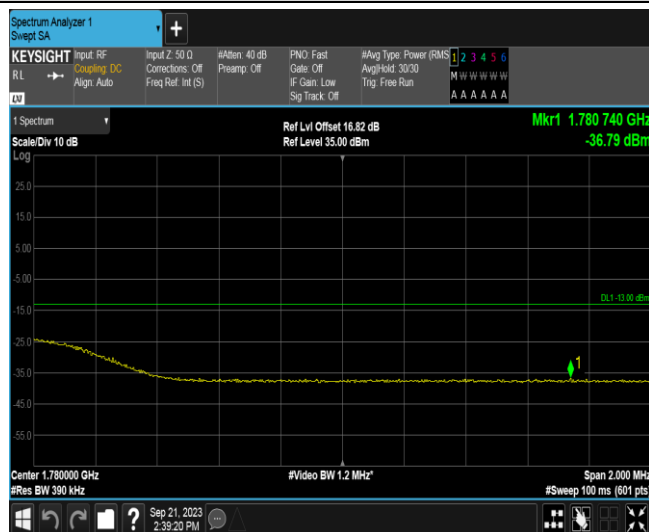 Spectrum Analyzer 1
Swept SA
+
KEYSIGHT Input: RF Input Z: 50 Ω #Atten: 40 dB PNO: Fast #Avg Type: Power (RMS 1 2 3 4 5 6
RL Coupling: DC Corrections: Off Preamp: Off Gate: Off Avg|Hold: 30/30 M W W W W W
Align: Auto Freq Ref: Int (S) IF Gain: Low Trig: Free Run
Sig Track: Off A A A A A A
LXI
1 Spectrum Ref Lvl Offset 16.82 dB Mkr1 1.780 740 GHz
Scale/Div 10 dB Ref Level 35.00 dBm -36.79 dBm
Log
25.0
15.0
5.00
-5.00
DL1 -13.00 dBm
-15.0
-25.0
1
-35.0
-45.0
-55.0
Center 1.780000 GHz #Video BW 1.2 MHz* Span 2.000 MHz
#Res BW 390 kHz #Sweep 100 ms (601 pts)
? Sep 21, 2023
2:39:20 PM